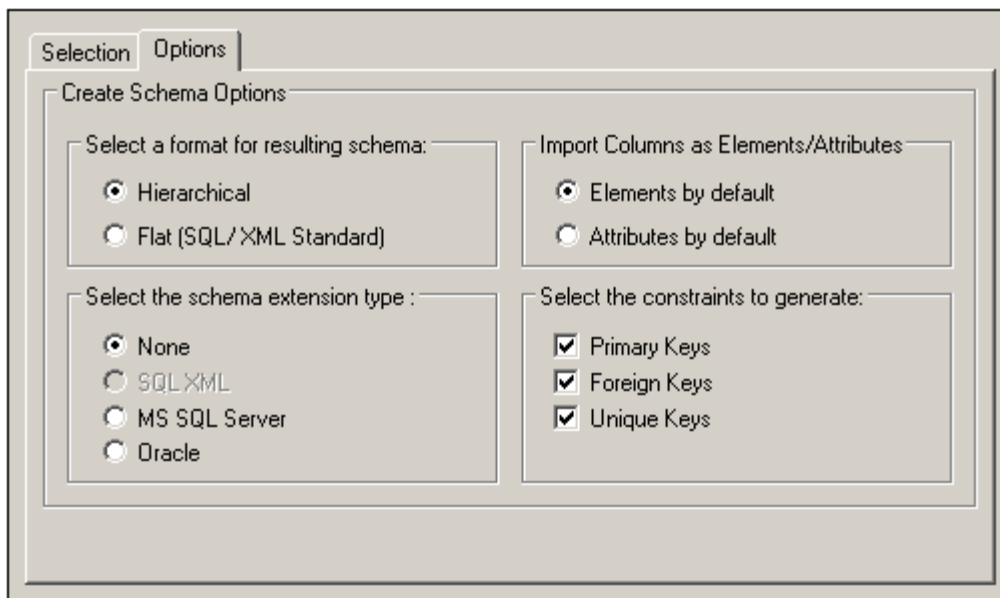 Selection
Options
Create Schema Options
Select a format for resulting schema:
Hierarchical
Flat (SQL/ XML Standard)
Import Columns as Elements/Attributes
Elements by default
Attributes by default
Select the schema extension type :
None
SQL XML
MS SQL Server
Oracle
Select the constraints to generate:
Primary Keys
Foreign Keys
Unique Keys